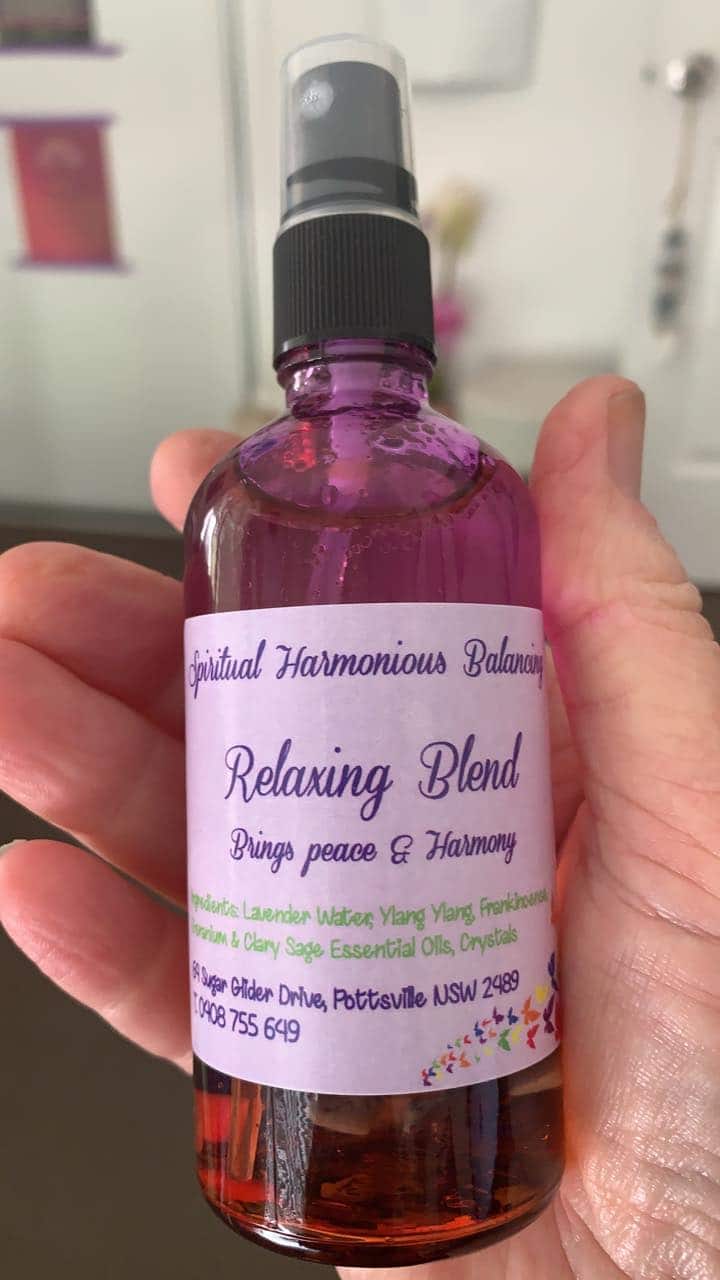 Spiritual Harmonious Balancing
Relaxing Blend
Brings peace & Harmony
Ingredients: Lavender Water, Ylang Ylang, Frankincense,
Geranium & Clary Sage Essential Oils, Crystals
Sugar Glider Drive, Pottsville NSW 2489
T. 0408 755 649